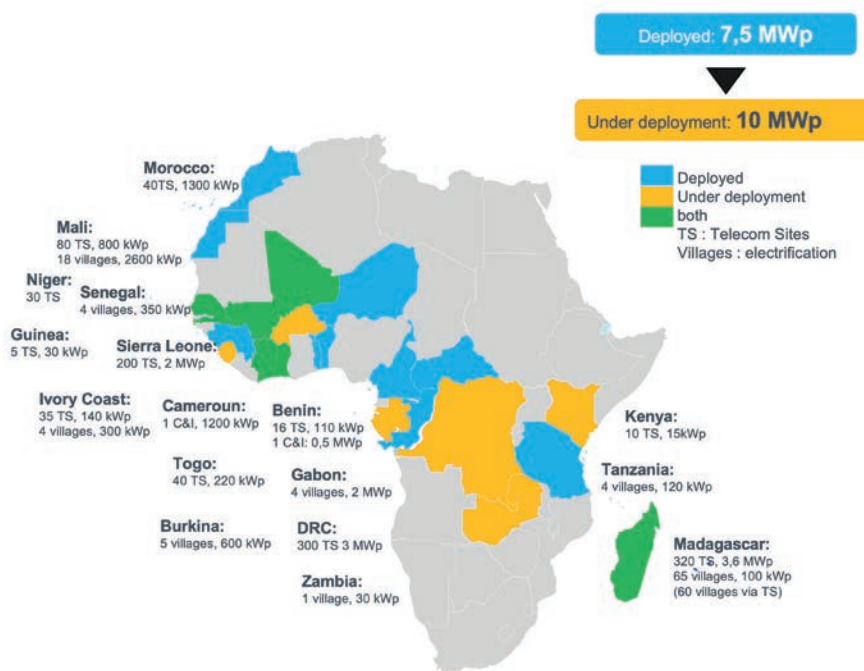 Deployed: 7,5 MWp
Under deployment: 10 MWp
Deployed
Under deployment
both
TS : Telecom Sites
Villages : electrification
Morocco:
40TS, 1300 kWp
Mali:
80 TS, 800 kWp
18 villages, 2600 kWp
Niger:
30 TS
Senegal:
4 villages, 350 kWp
Guinea:
5 TS, 30 kWp
Sierra Leone:
200 TS, 2 MWp
Ivory Coast:
35 TS, 140 kWp
4 villages, 300 kWp
Cameroun:
1 C&I, 1200 kWp
Benin:
16 TS, 110 kWp
1 C&I: 0,5 MWp
Kenya:
10 TS, 15kWp
Togo:
40 TS, 220 kWp
Gabon:
4 villages, 2 MWp
Tanzania:
4 villages, 120 kWp
Burkina:
5 villages, 600 kWp
DRC:
300 TS 3 MWp
Madagascar:
320 TS, 3,6 MWp
65 villages, 100 kWp
(60 villages via TS)
Zambia:
1 village, 30 kWp